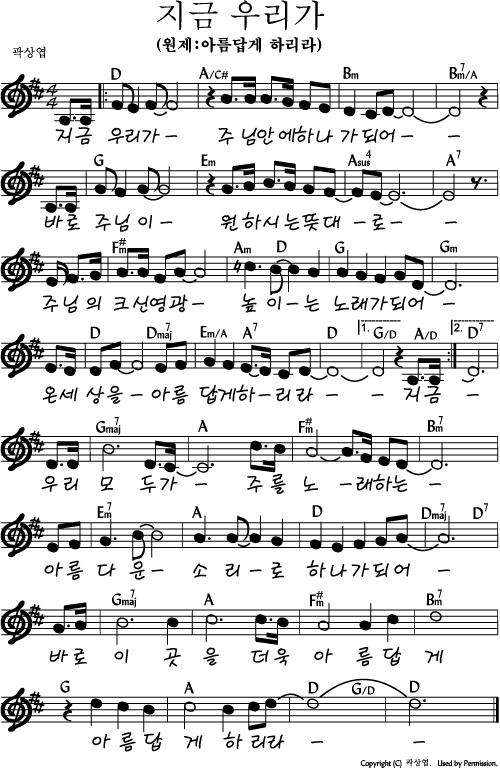 지금 우리가
(원제:아름답게 하리라)
곽상엽
D A/C# Bm Bm7/A
지금 우리가- 주 님안 에하나 가되어- -
G Em Asus4 A7
바로 주님 이- 원 하시 는뜻 대 -로- -
F#m Am D G Gm
주님 의 크신영광- 높 이-는 노래가되어 -
D Dmaj7 Em/A A7 D 1. G/D A/D 2. D7
온세 상을- 아름 답게하-리라- - 지금 -
Gmaj7 A F#m Bm7
우리 모 두가 - 주를 노 -래하는 -
Em7 A D Dmaj7 D7
아름 다 운- 소 리-로 하나가되어 -
Gmaj7 A F#m Bm7
바로 이 곳 을 더욱 아 름답 게
G A D G/D D
아 름답 게 하 리라 - -
Copyright (C) 곽상엽. Used by Permission.